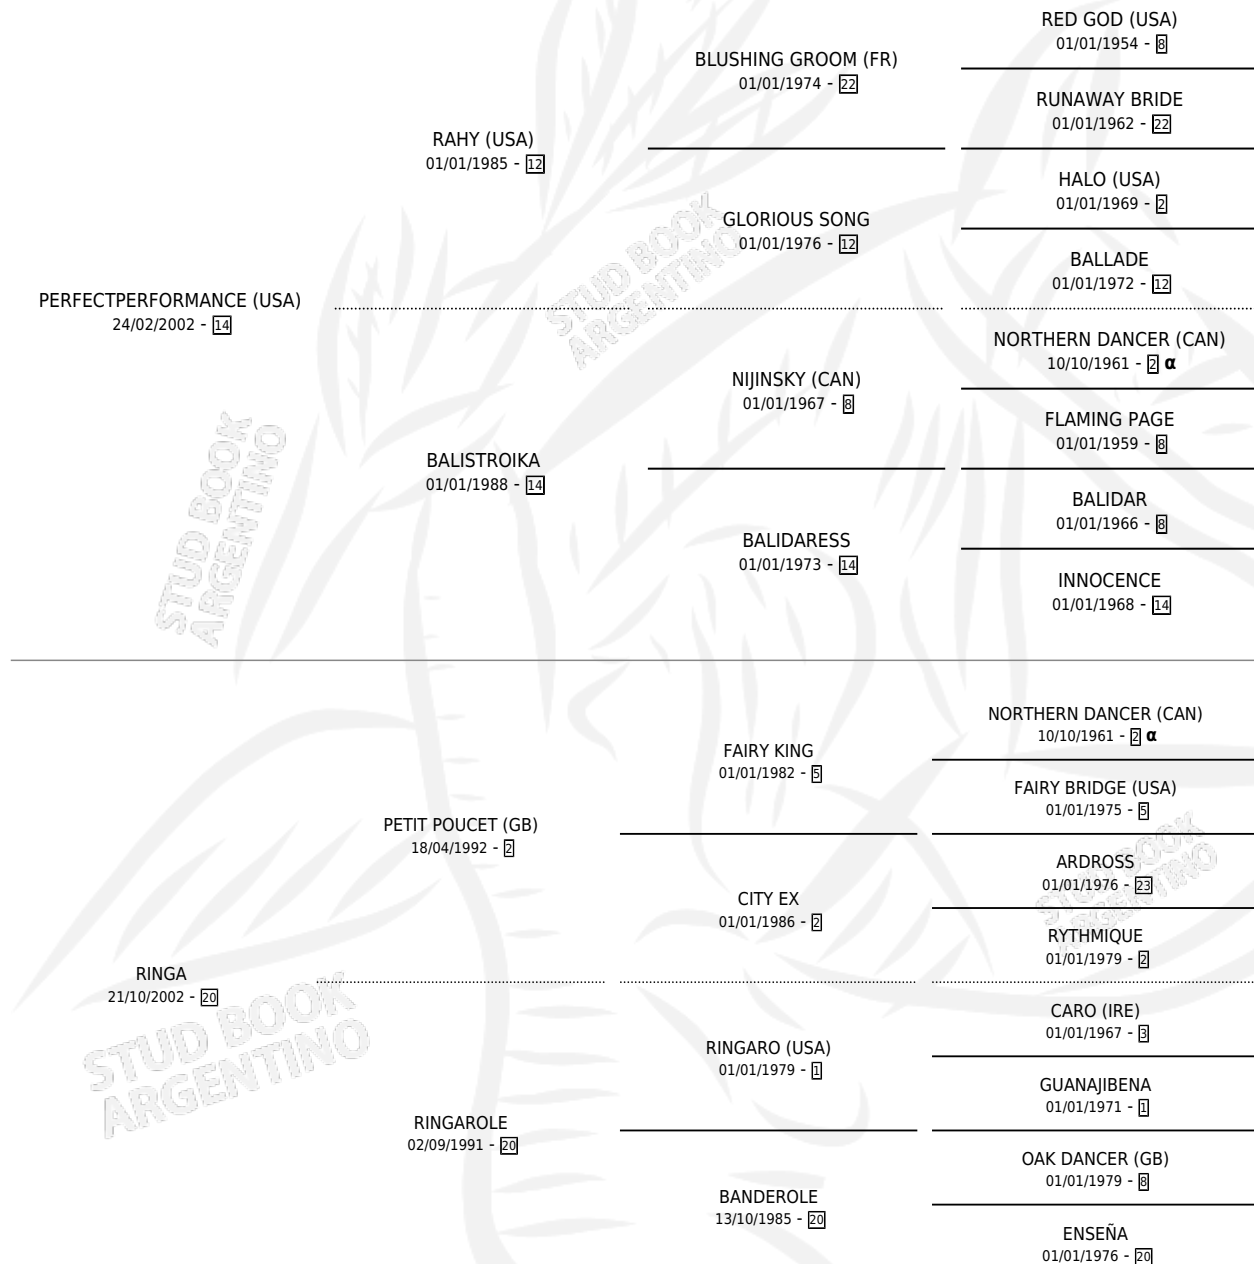 RED GOD (USA)
01/01/1954 - 8
BLUSHING GROOM (FR)
01/01/1974 - 22
RUNAWAY BRIDE
01/01/1962 - 22
RAHY (USA)
01/01/1985 - 12
HALO (USA)
01/01/1969 - 2
GLORIOUS SONG
01/01/1976 - 12
BALLADE
01/01/1972 - 12
PERFECTPERFORMANCE (USA)
24/02/2002 - 14
NORTHERN DANCER (CAN)
10/10/1961 - 2 α
NIJINSKY (CAN)
01/01/1967 - 8
FLAMING PAGE
01/01/1959 - 8
BALISTROIKA
01/01/1988 - 14
BALIDAR
01/01/1966 - 8
BALIDARESS
01/01/1973 - 14
INNOCENCE
01/01/1968 - 14
STUD BOOK
ARGENTINO
STUD BOOK
ARGENTINO
NORTHERN DANCER (CAN)
10/10/1961 - 2 α
FAIRY KING
01/01/1982 - 5
FAIRY BRIDGE (USA)
01/01/1975 - 5
PETIT POUCET (GB)
18/04/1992 - 2
ARDROSS
01/01/1976 - 23
CITY EX
01/01/1986 - 2
RYTHMIQUE
01/01/1979 - 2
RINGA
21/10/2002 - 20
CARO (IRE)
01/01/1967 - 3
RINGARO (USA)
01/01/1979 - 1
GUANAJIBENA
01/01/1971 - 1
RINGAROLE
02/09/1991 - 20
OAK DANCER (GB)
01/01/1979 - 8
BANDEROLE
13/10/1985 - 20
ENSEÑA
01/01/1976 - 20
STUD BOOK
ARGENTINO
STUD BOOK
ARGENTINO